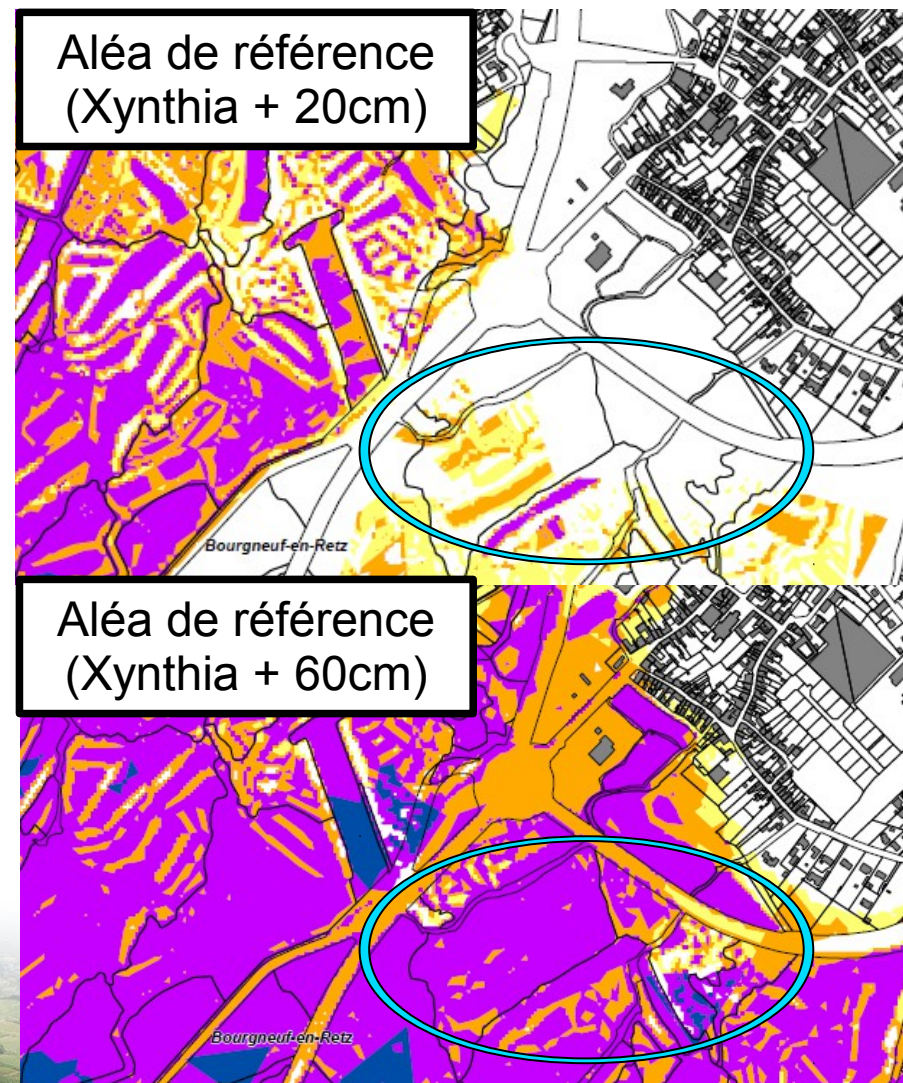 Aléa de référence
(Xynthia + 20cm)
Bourgneuf-en-Retz
Aléa de référence
(Xynthia + 60cm)
Bourgneuf-en-Retz